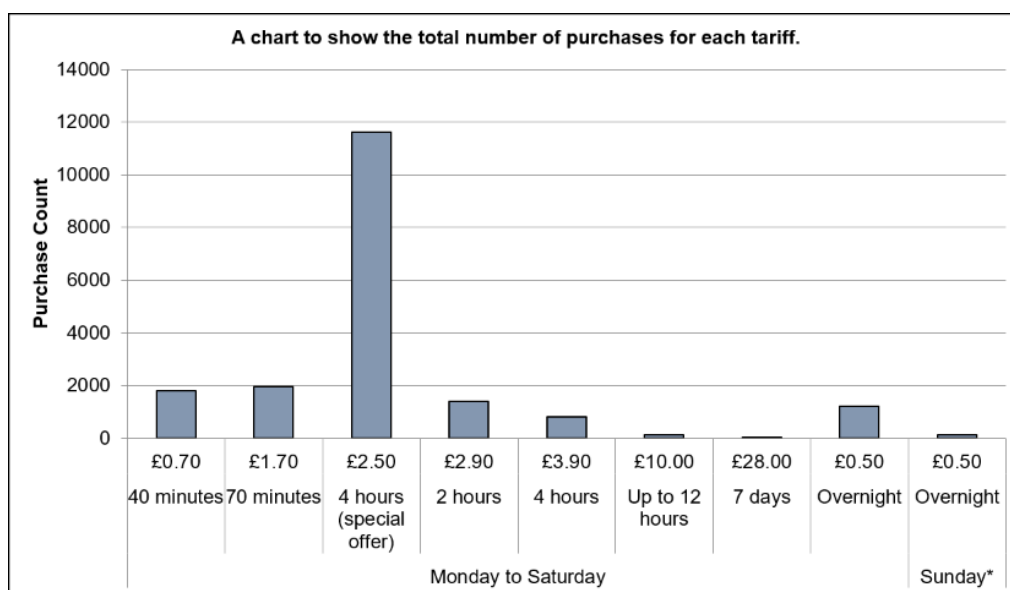 A chart to show the total number of purchases for each tariff.
14000
12000
10000
8000
6000
4000
2000
0
Purchase Count
£0.70 £1.70 £2.50 £2.90 £3.90 £10.00 £28.00 £0.50 £0.50
40 minutes 70 minutes 4 hours 2 hours 4 hours Up to 12 7 days Overnight Overnight
(special hours
offer)
Monday to Saturday Sunday*